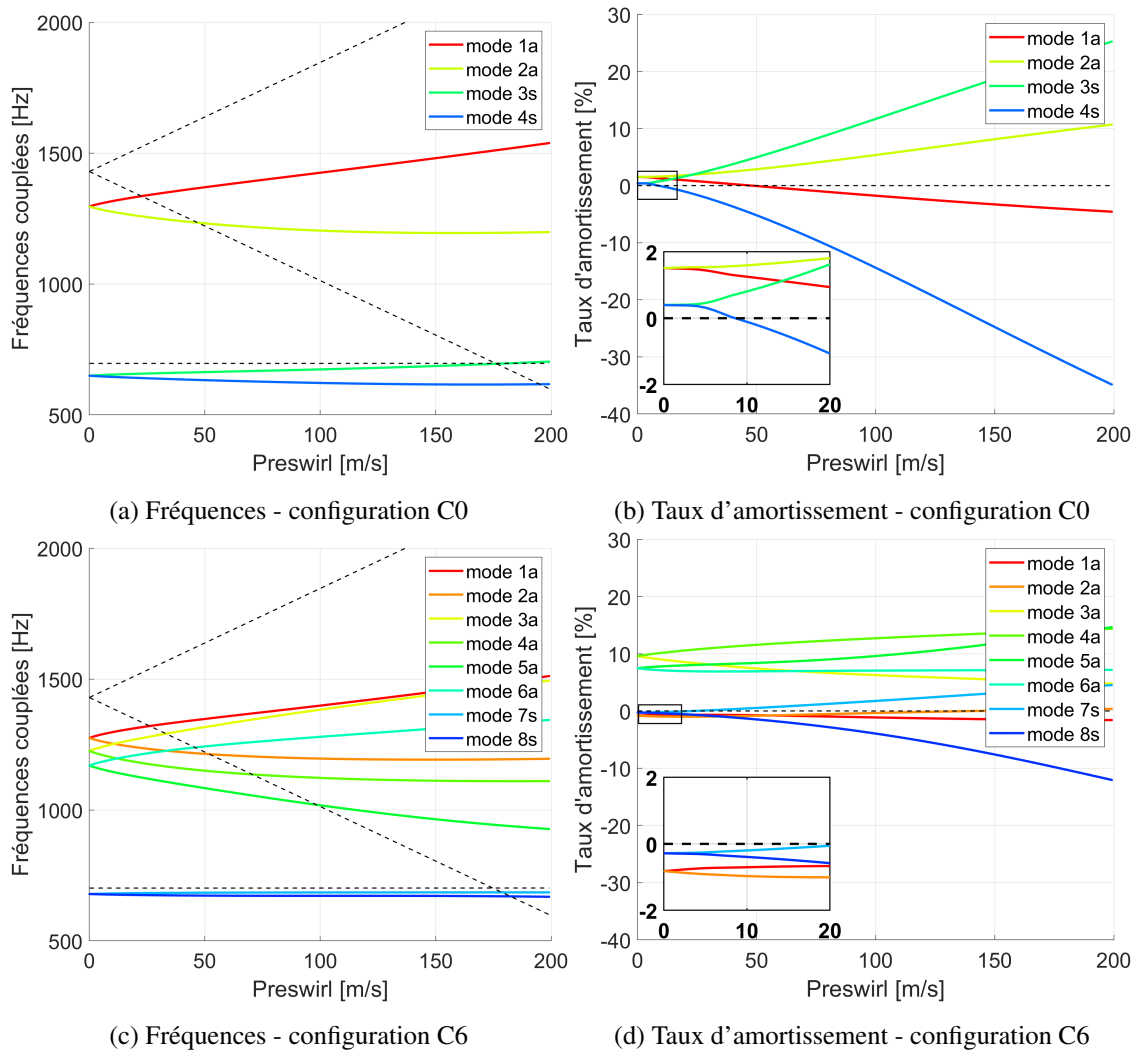 2000
1500
1000
500
0
50
100
150
200
Fréquences couplées [Hz]
Preswirl [m/s]
mode 1a
mode 2a
mode 3s
mode 4s
(a) Fréquences - configuration C0
30
20
10
0
-10
-20
-30
-40
0
50
100
150
200
Taux d'amortissement [%]
Preswirl [m/s]
mode 1a
mode 2a
mode 3s
mode 4s
2
0
-2
0
10
20
(b) Taux d'amortissement - configuration C0
2000
1500
1000
500
0
50
100
150
200
Fréquences couplées [Hz]
Preswirl [m/s]
mode 1a
mode 2a
mode 3a
mode 4a
mode 5a
mode 6a
mode 7s
mode 8s
(c) Fréquences - configuration C6
30
20
10
0
-10
-20
-30
-40
0
50
100
150
200
Taux d'amortissement [%]
Preswirl [m/s]
mode 1a
mode 2a
mode 3a
mode 4a
mode 5a
mode 6a
mode 7s
mode 8s
2
0
-2
0
10
20
(d) Taux d'amortissement - configuration C6